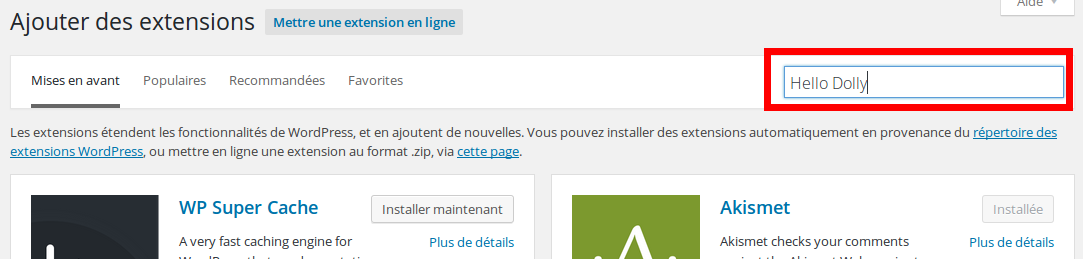 Aide
Ajouter des extensions Mettre une extension en ligne
Mises en avant Populaires Recommandées Favorites Hello Dolly
Les extensions étendent les fonctionnalités de WordPress, et en ajoutent de nouvelles. Vous pouvez installer des extensions automatiquement en provenance du répertoire des
extensions WordPress, ou mettre en ligne une extension au format .zip, via cette page.
WP Super Cache Installer maintenant Akismet Installée
A very fast caching engine for Plus de détails Akismet checks your comments Plus de détails